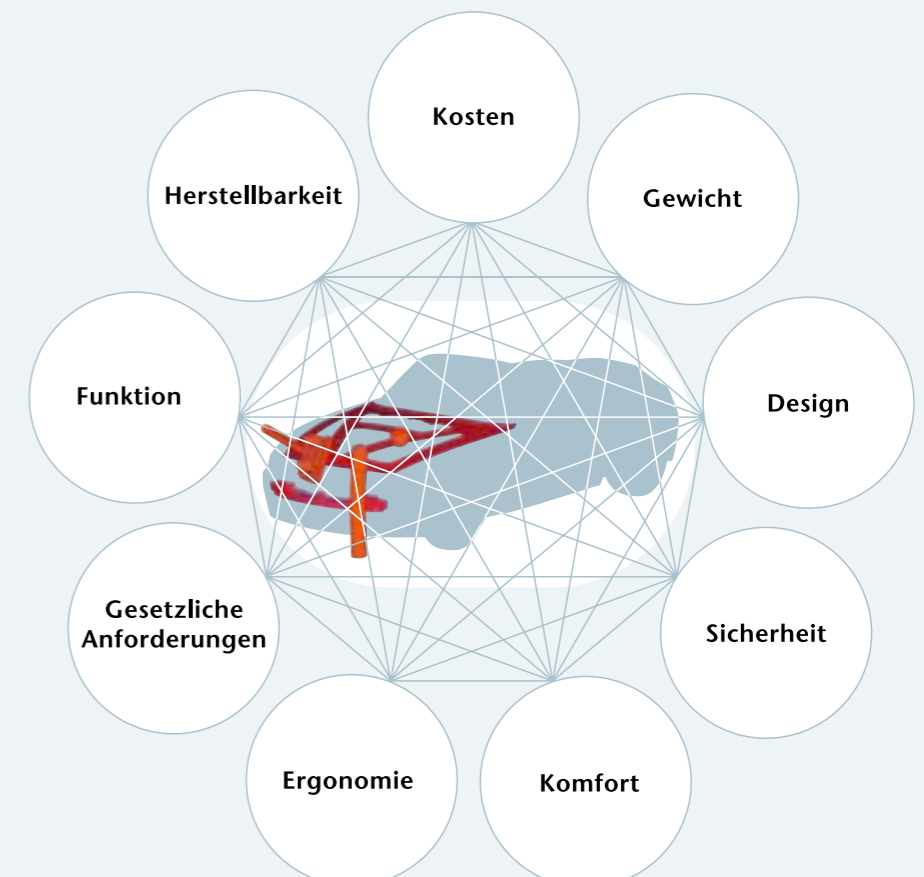 Kosten
Herstellbarkeit
Gewicht
Funktion
Design
Gesetzliche
Anforderungen
Sicherheit
Ergonomie
Komfort